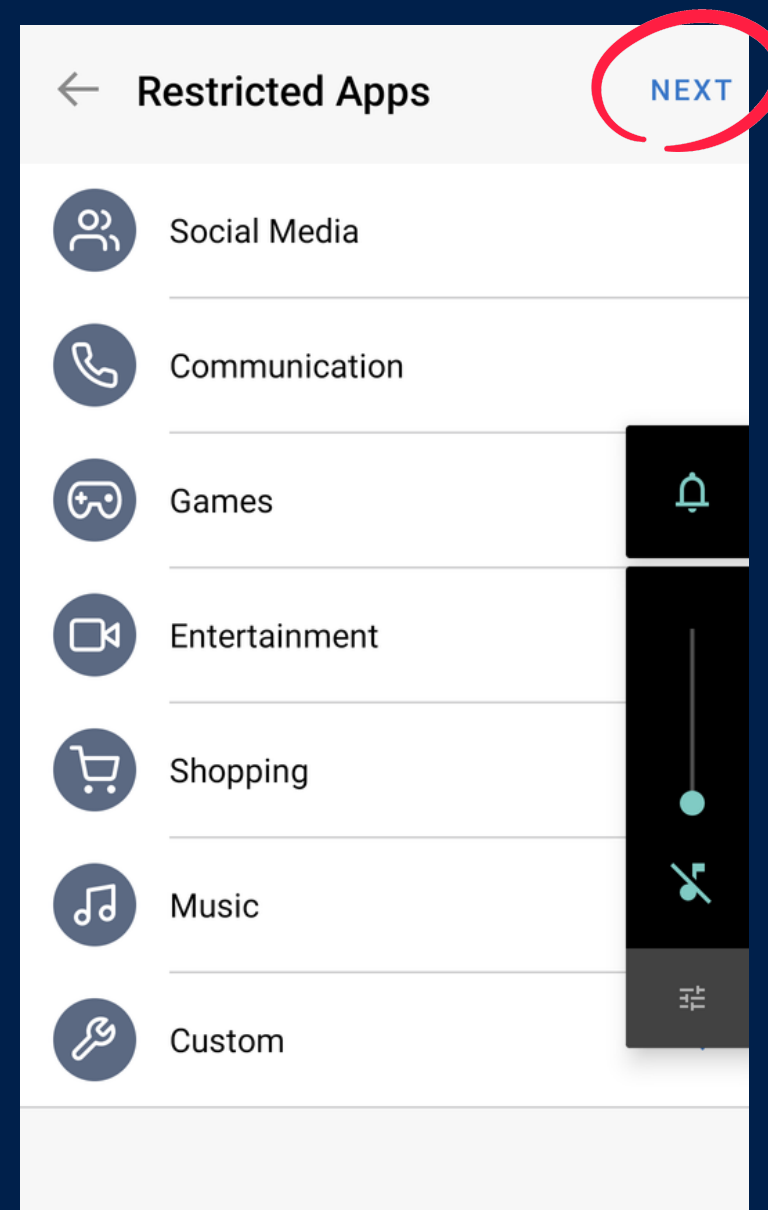 Restricted Apps NEXT
Social Media
Communication
Games
Entertainment
Shopping
Music
Custom